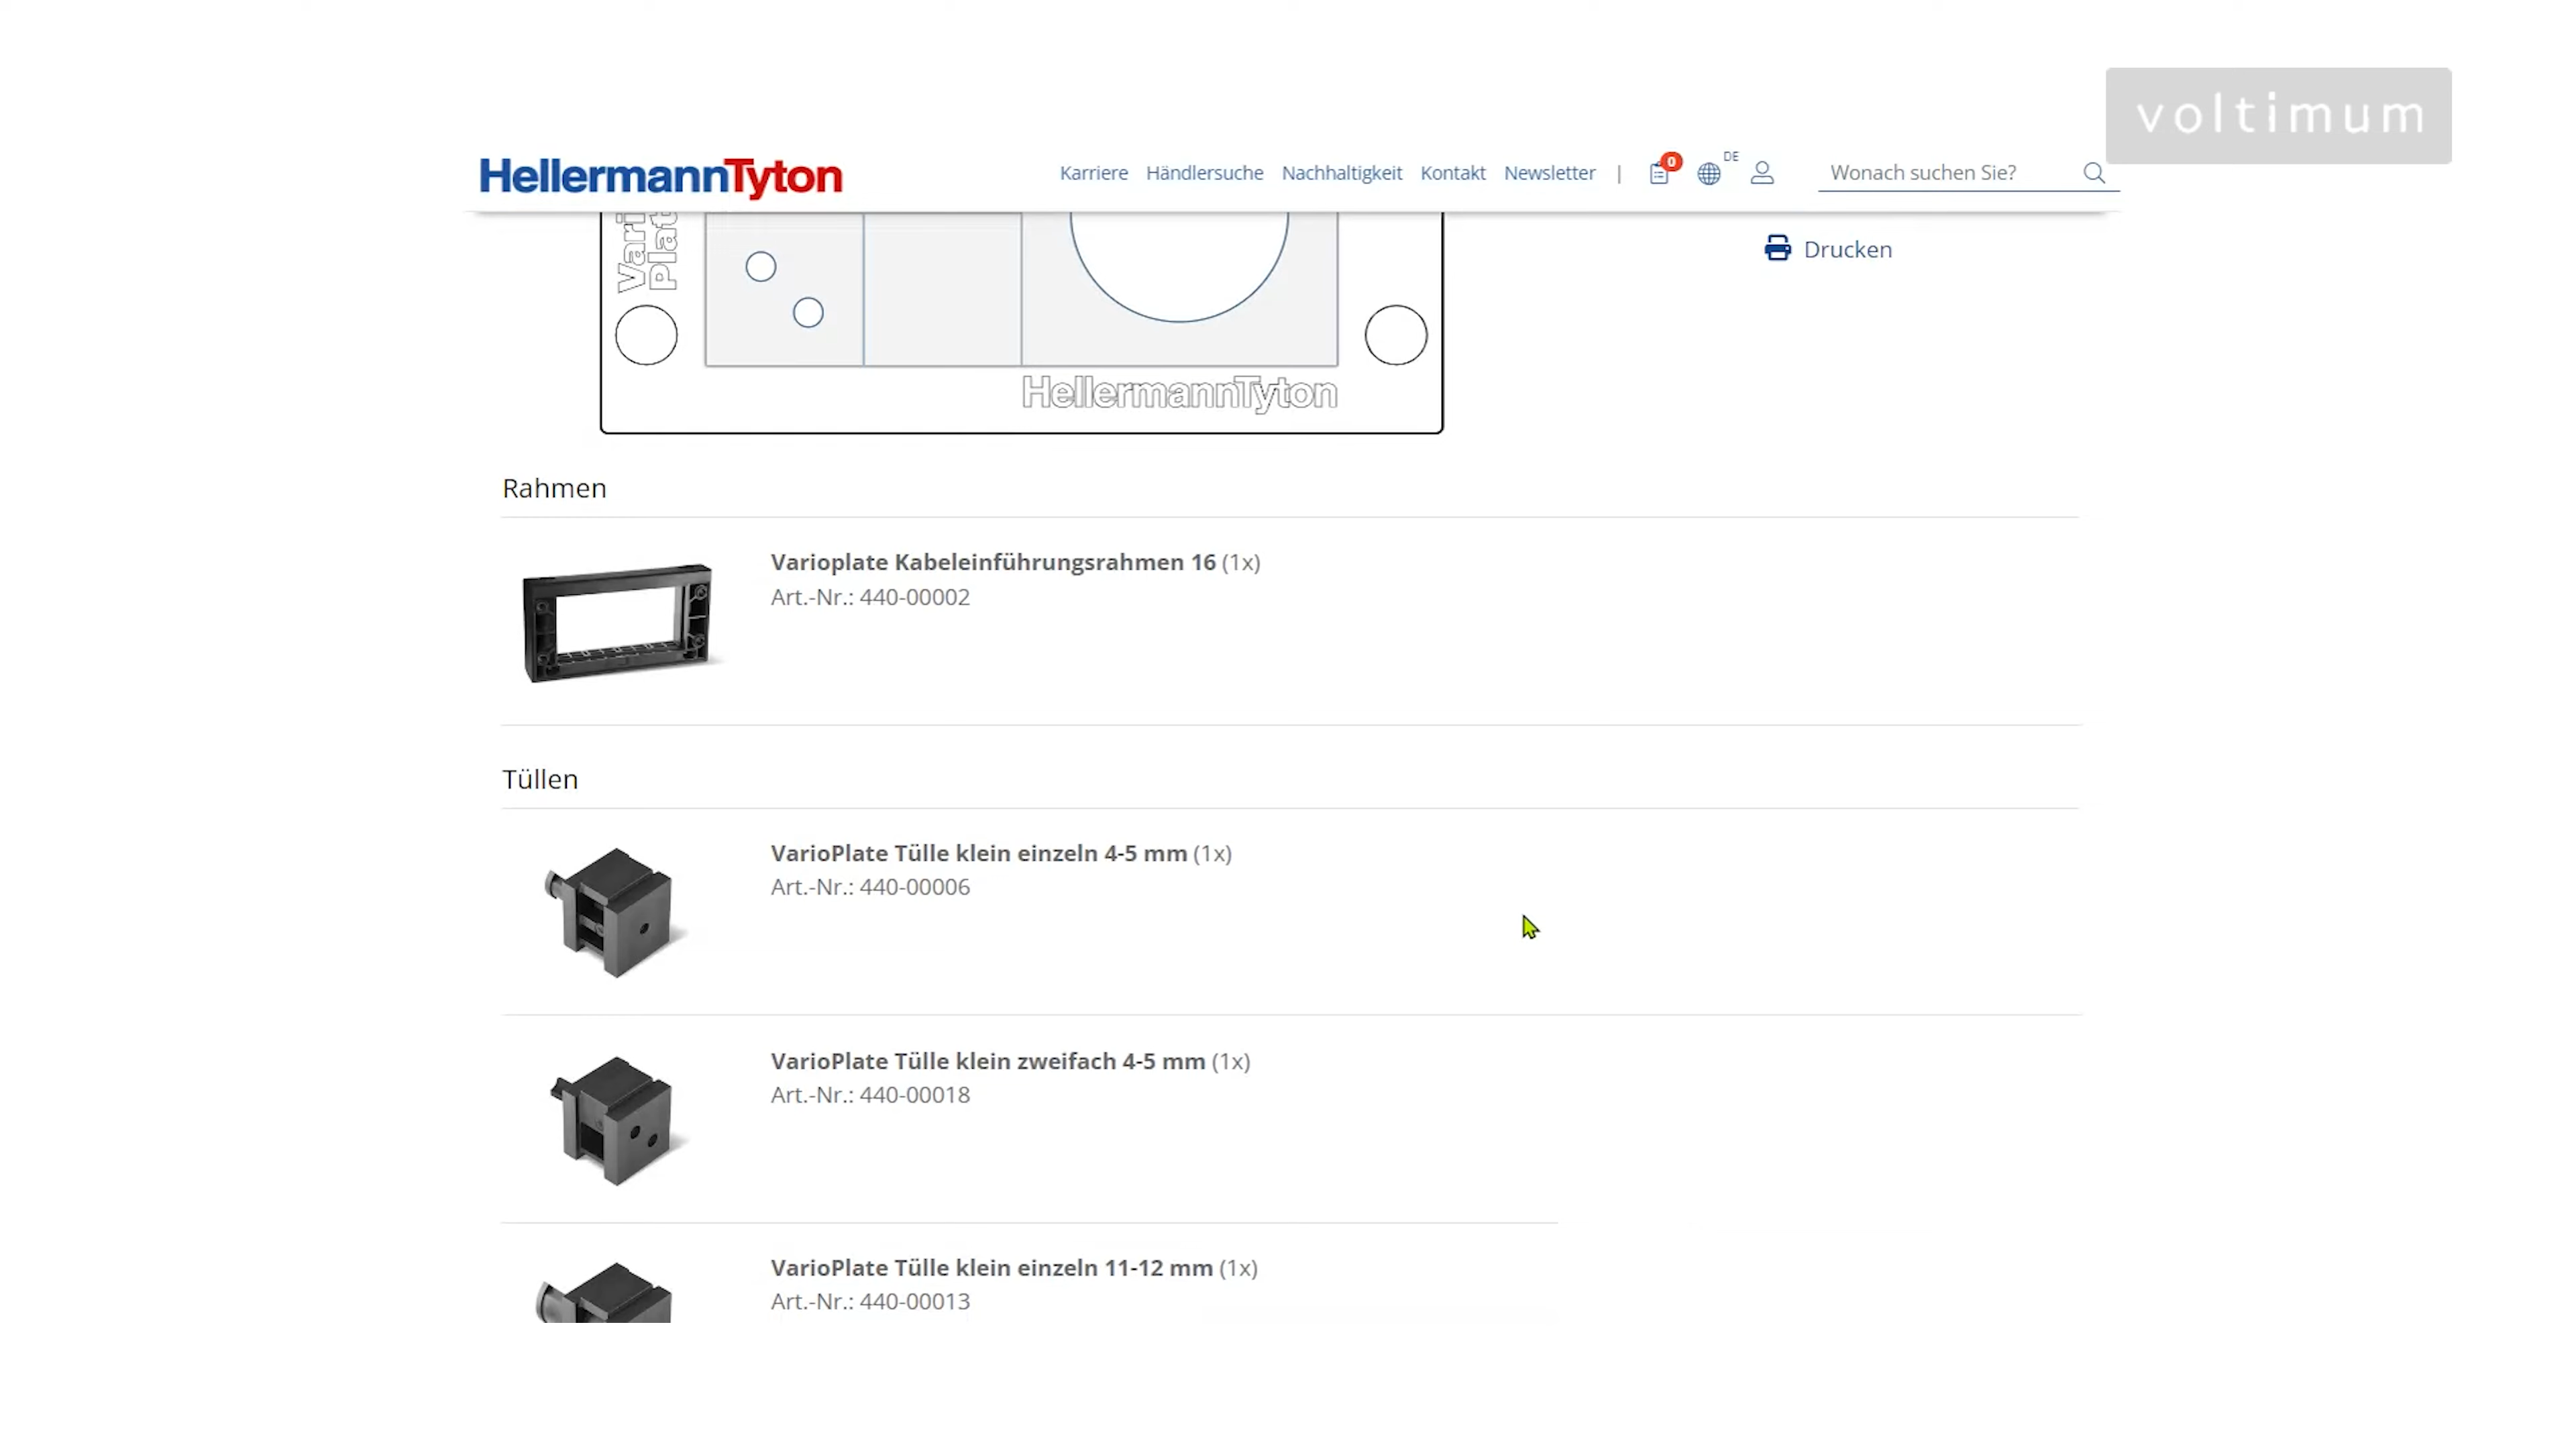 voltimum
HellermannTyton
Karriere Händlersuche Nachhaltigkeit Kontakt Newsletter | 0 DE Wonach suchen Sie?
Vari
Plat
Drucken
HellermannTyton
Rahmen
Varioplate Kabeleinführungsrahmen 16 (1x)
Art.-Nr.: 440-00002
Tüllen
VarioPlate Tülle klein einzeln 4-5 mm (1x)
Art.-Nr.: 440-00006
VarioPlate Tülle klein zweifach 4-5 mm (1x)
Art.-Nr.: 440-00018
VarioPlate Tülle klein einzeln 11-12 mm (1x)
Art.-Nr.: 440-00013